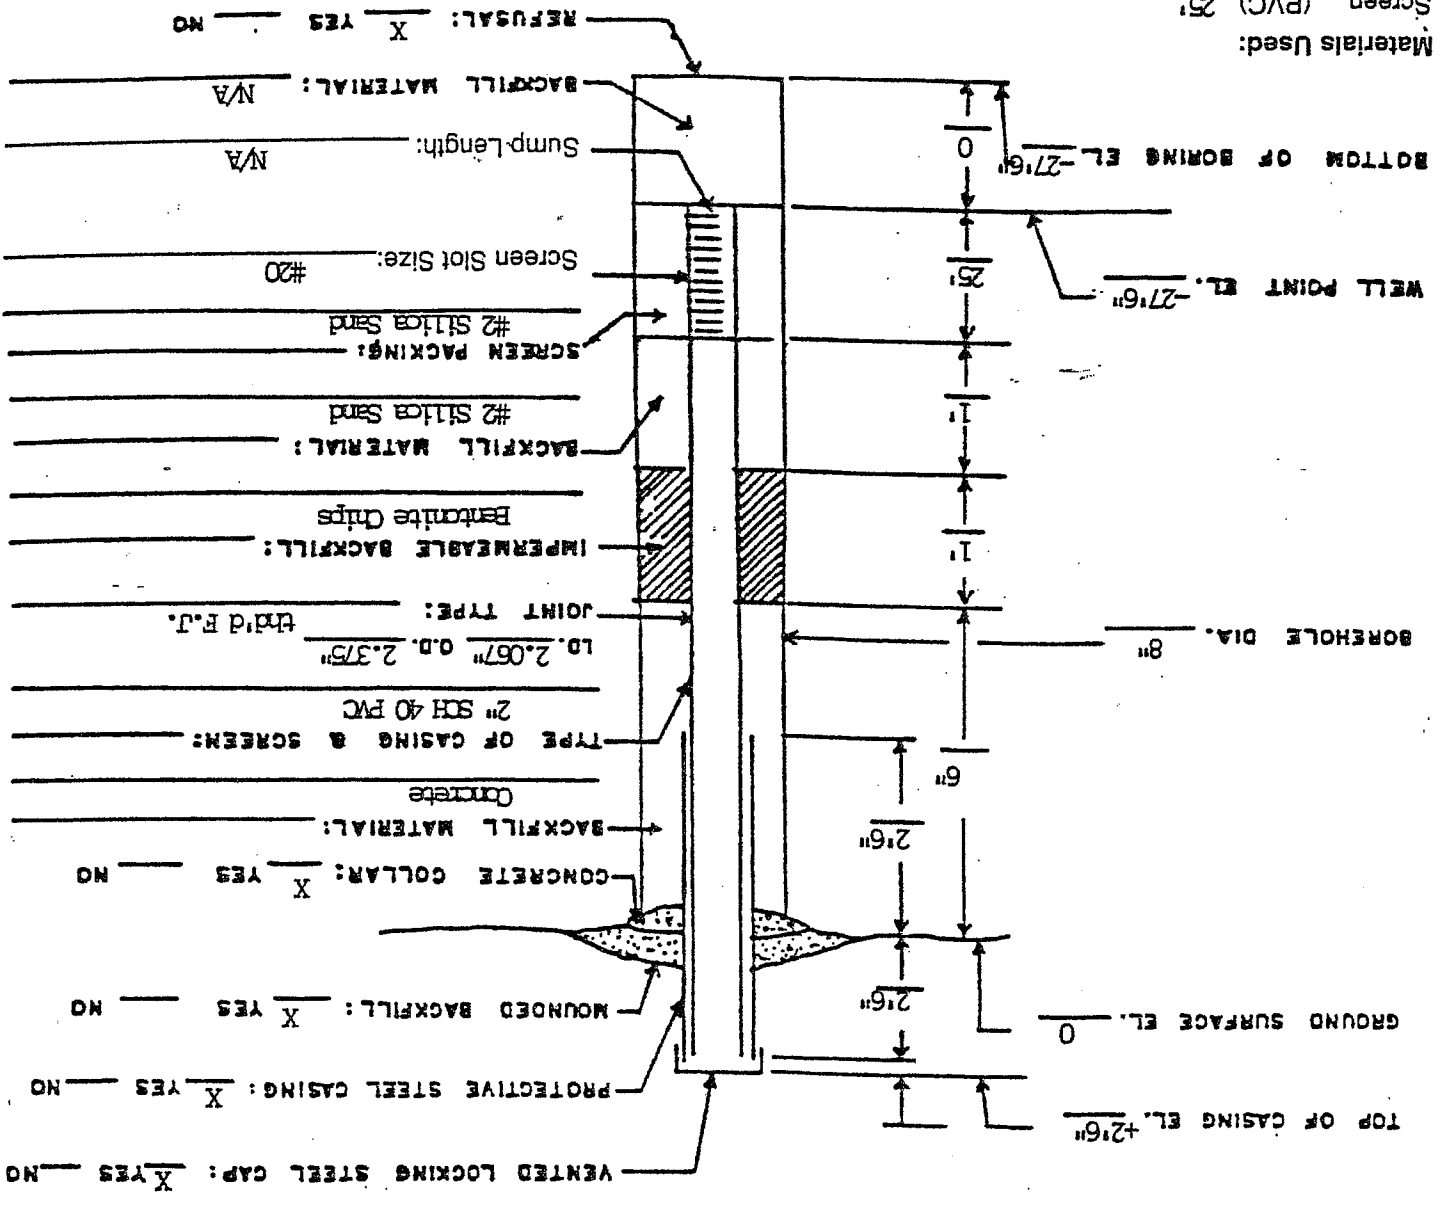 VENTED LOCKING STEEL CAP: X YES NO
TOP OF CASING EL. +2'6"
PROTECTIVE STEEL CASING: X YES NO
GROUND SURFACE EL. 0
2'6"
MOUNDED BACKFILL: X YES NO
CONCRETE COLLAR: X YES NO
2'6"
BACKFILL MATERIAL:
Concrete
6"
TYPE OF CASING & SCREEN:
2" SCH 40 PVC
BOREHOLE DIA. 8"
I.D. 2.067" O.D. 2.375"
JOINT TYPE: thd'd F.J.
1'
IMPERMEABLE BACKFILL:
Bentonite Chips
1'
BACKFILL MATERIAL:
#2 Silica Sand
SCREEN PACKING:
#2 Silica Sand
WELL POINT EL. -27'6"
25'
Screen Slot Size: #20
BOTTOM OF BORING EL -27'6"
0
Sump-Length: N/A
BACKFILL MATERIAL: N/A
REFUSAL: X YES NO
Materials Used:
Screen (PVC) 25'